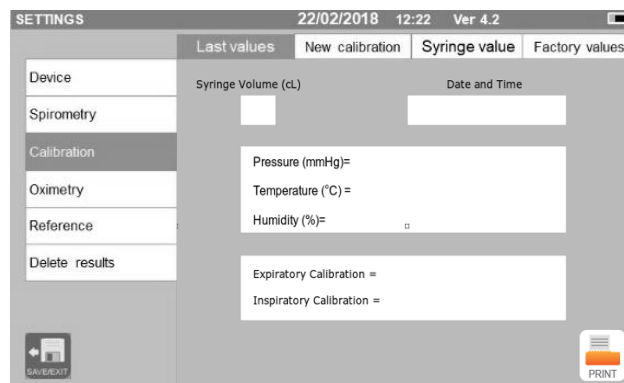 SETTINGS 22/02/2018 12:22 Ver 4.2
Last values New calibration Syringe value Factory values
Device
Spirometry
Calibration
Oximetry
Reference
Delete results
Syringe Volume (cL) Date and Time
Pressure (mmHg)=
Temperature (°C) =
Humidity (%)=
Expiratory Calibration =
Inspiratory Calibration =
SAVE/EXIT
PRINT